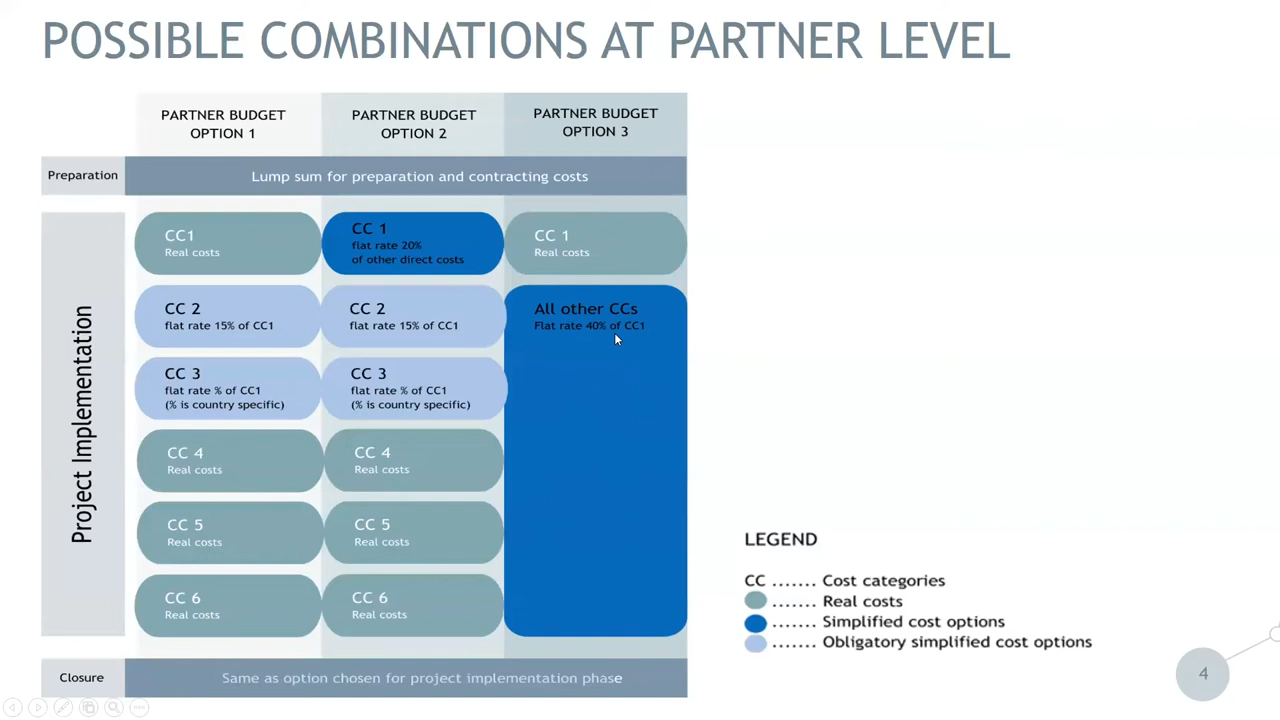 POSSIBLE COMBINATIONS AT PARTNER LEVEL
PARTNER BUDGET
OPTION 1
PARTNER BUDGET
OPTION 2
PARTNER BUDGET
OPTION 3
Preparation
Lump sum for preparation and contracting costs
Project Implementation
CC1
Real costs
CC 1
flat rate 20%
of other direct costs
CC 1
Real costs
CC 2
flat rate 15% of CC1
CC 2
flat rate 15% of CC1
All other CCs
Flat rate 40% of CC1
CC 3
flat rate % of CC1
(% is country specific)
CC 3
flat rate % of CC1
(% is country specific)
CC 4
Real costs
CC 4
Real costs
CC 5
Real costs
CC 5
Real costs
CC 6
Real costs
CC 6
Real costs
Closure
Same as option chosen for project implementation phase
LEGEND
CC ....... Cost categories
....... Real costs
....... Simplified cost options
....... Obligatory simplified cost options
4